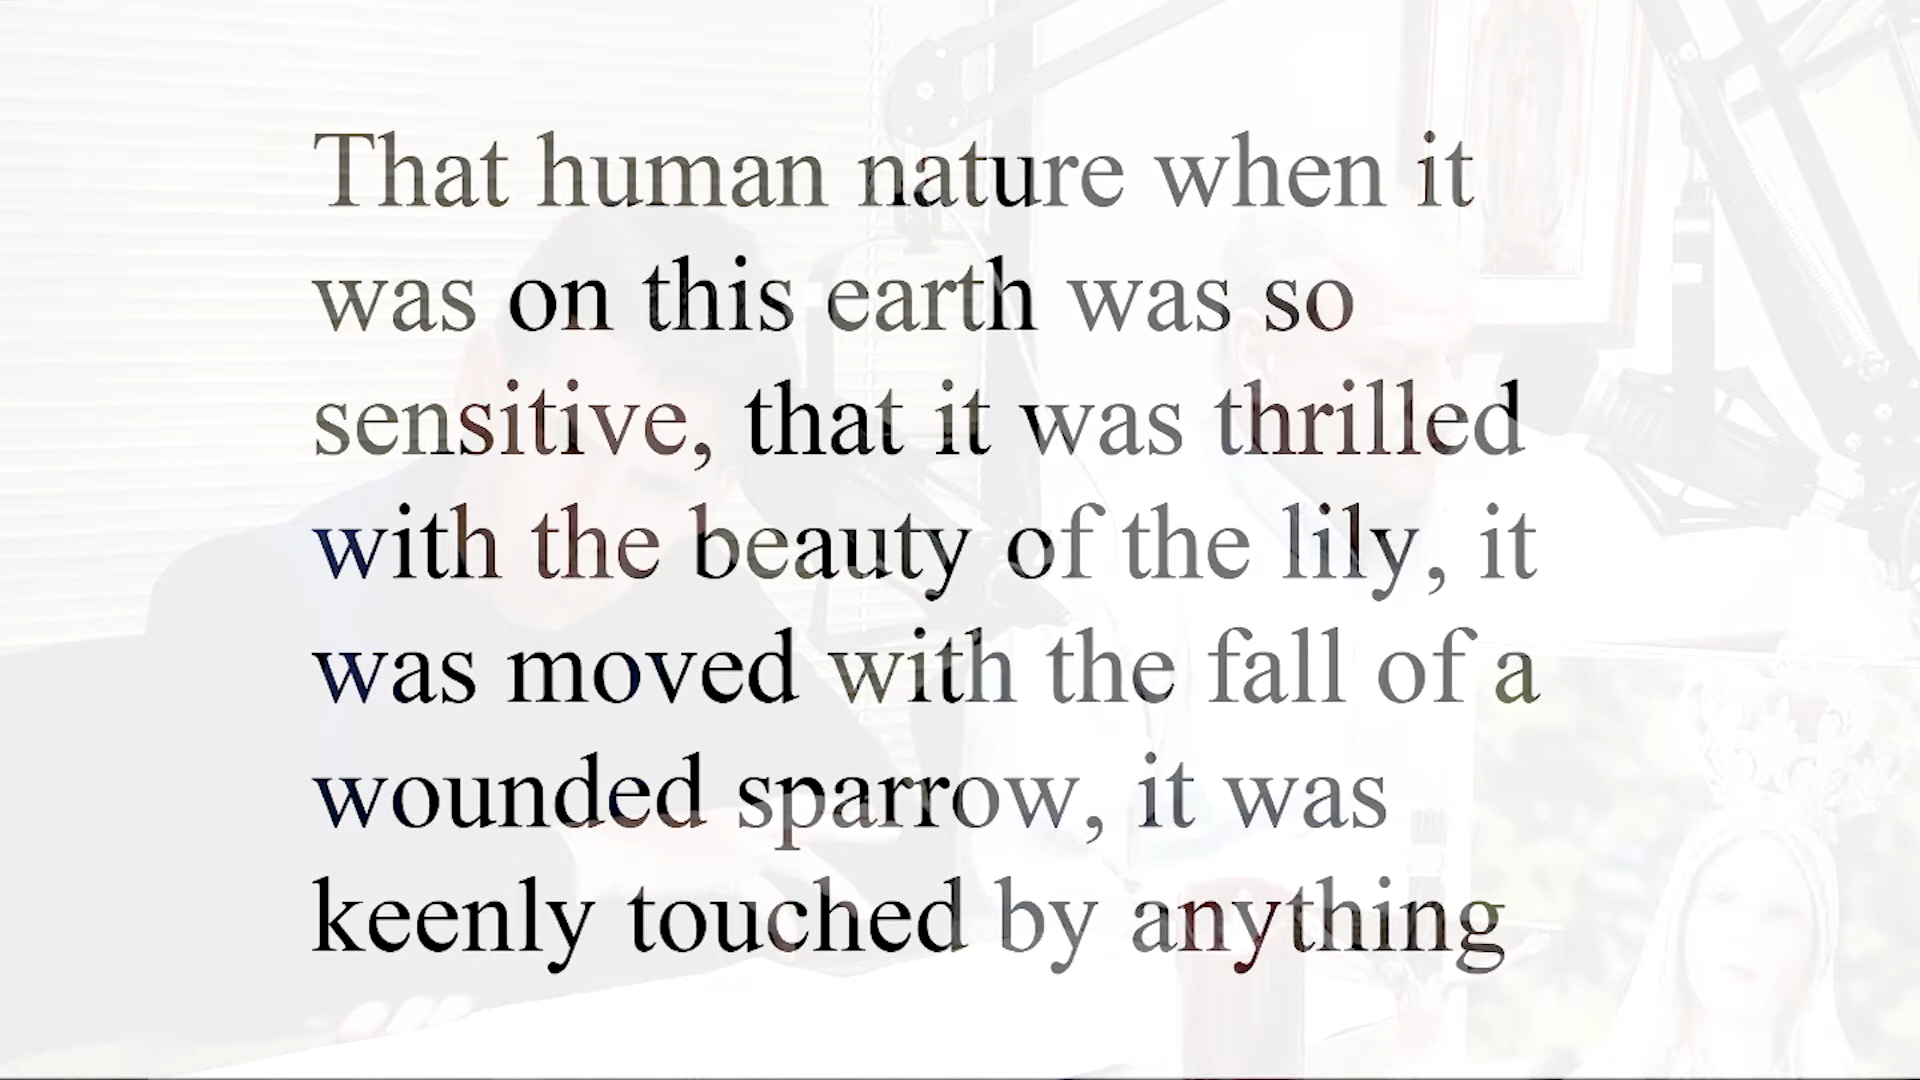 That human nature when it
was on this earth was so
sensitive, that it was thrilled
with the beauty of the lily, it
was moved with the fall of a
wounded sparrow, it was
keenly touched by anything